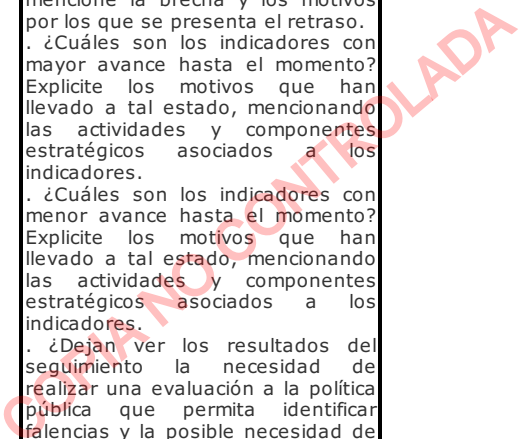 mencione la brecha y los motivos
por los que se presenta el retraso.
. ¿Cuáles son los indicadores con
mayor avance hasta el momento?
Explicite los motivos que han
llevado a tal estado, mencionando
las actividades y componentes
estratégicos asociados a los
indicadores.
. ¿Cuáles son los indicadores con
menor avance hasta el momento?
Explicite los motivos que han
llevado a tal estado, mencionando
las actividades y componentes
estratégicos asociados a los
indicadores.
. ¿Dejan ver los resultados del
seguimiento la necesidad de
realizar una evaluación a la política
pública que permita identificar
falencias y la posible necesidad de
COPIA NO CONTROLADA